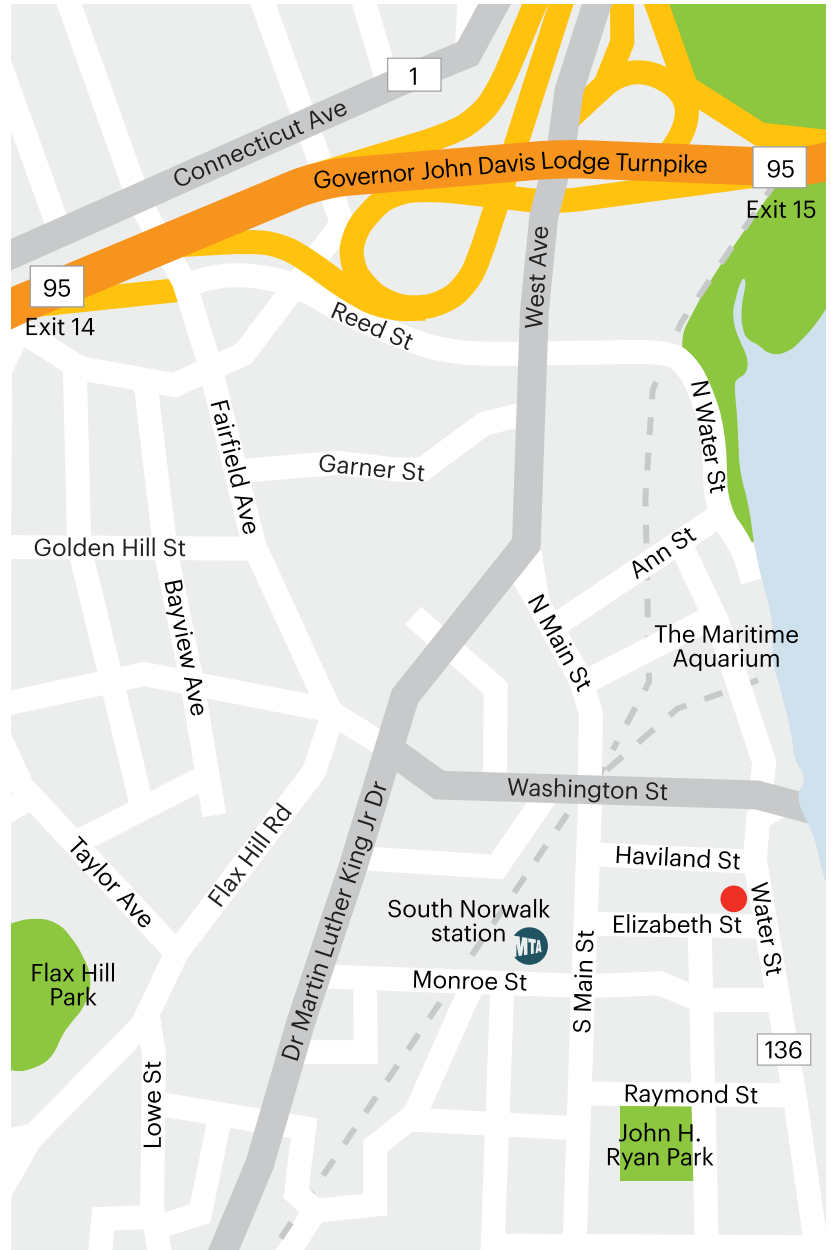 1
Connecticut Ave
Governor John Davis Lodge Turnpike
95
Exit 15
95
Exit 14
West Ave
Reed St
N Water St
Fairfield Ave
Garner St
Golden Hill St
Ann St
Bayview Ave
N Main St
The Maritime
Aquarium
Washington St
Dr Martin Luther King Jr Dr
Flax Hill Rd
Taylor Ave
Haviland St
Water St
South Norwalk
station
MTA
Elizabeth St
S Main St
Flax Hill
Park
Monroe St
136
Lowe St
Raymond St
John H.
Ryan Park